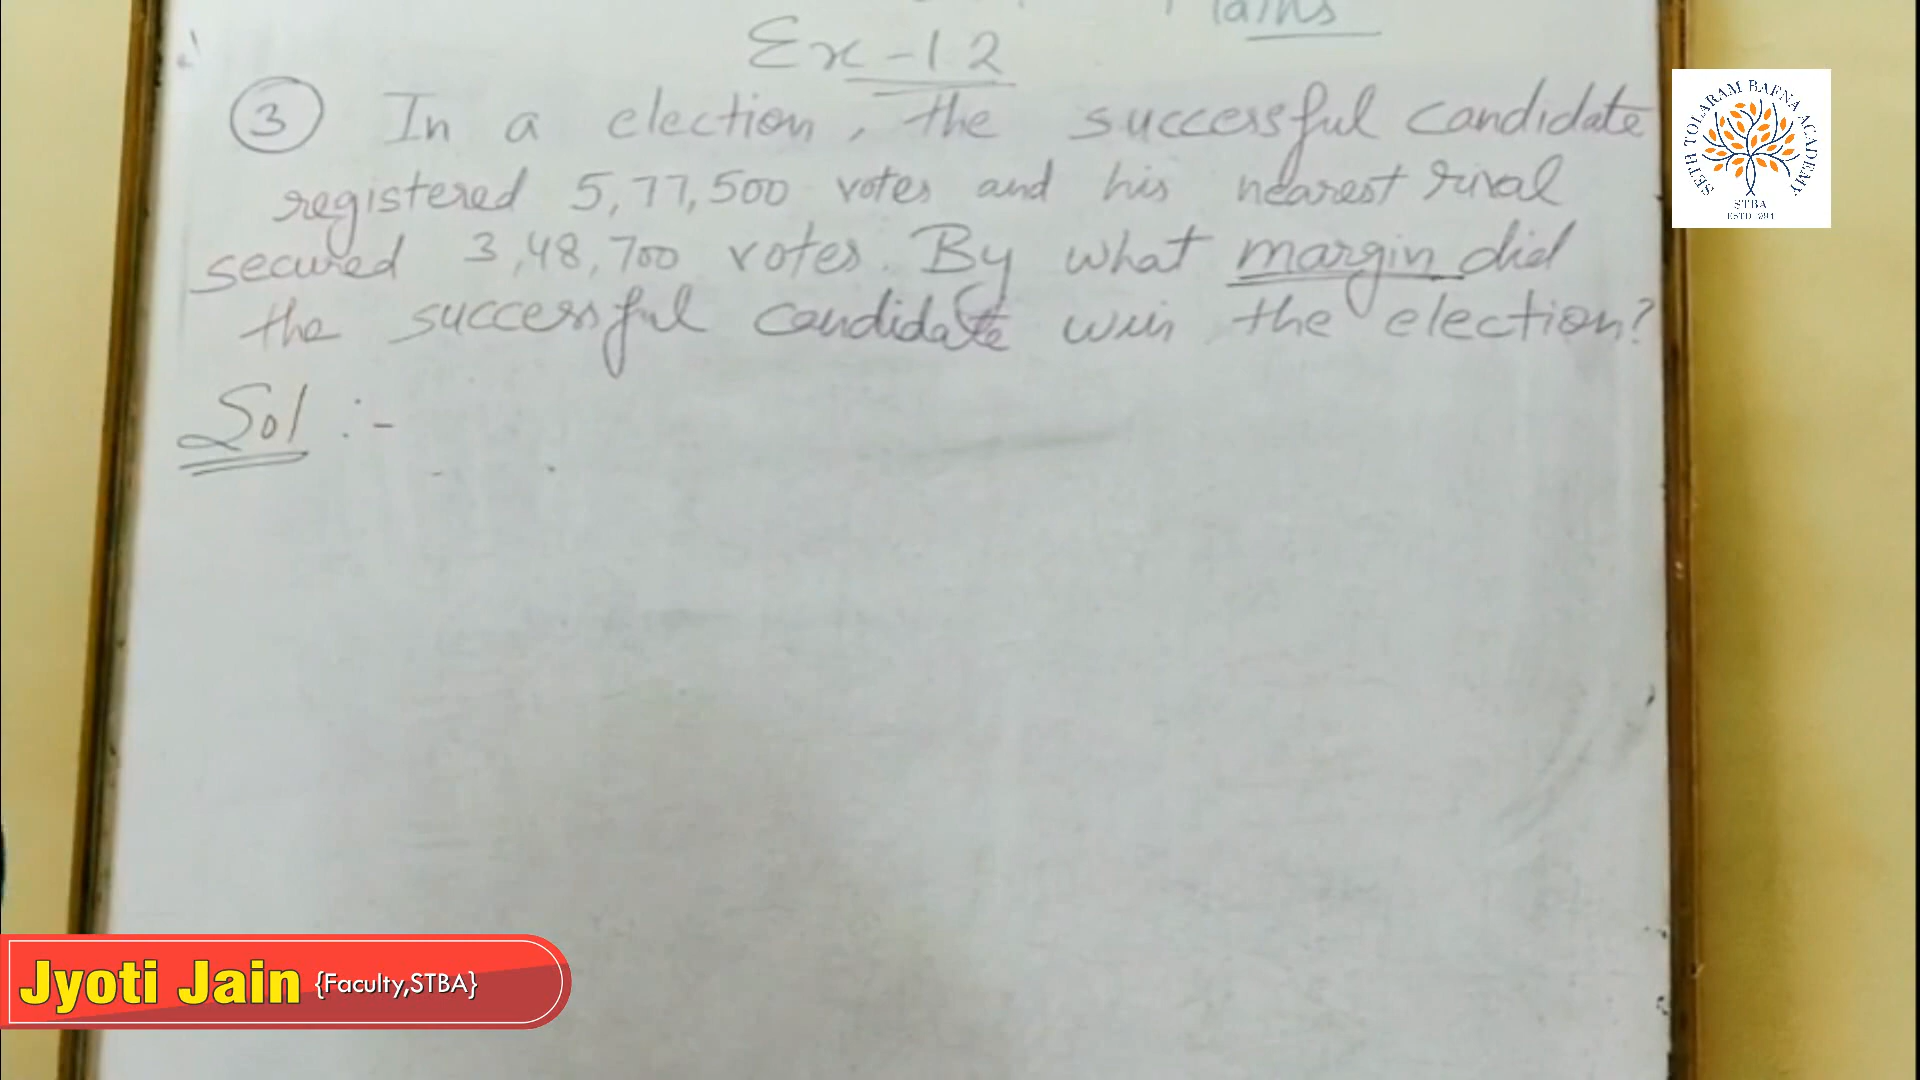 Ex-1.2
③ In a election, the successful candidate
registered 5,77,500 votes and his nearest rival
secured 3,48,700 votes. By what margin did
the successful candidate win the election?
Sol :-
SETH TOLARAM BAFNA ACADEMY
STBA
Jyoti Jain {Faculty,STBA}